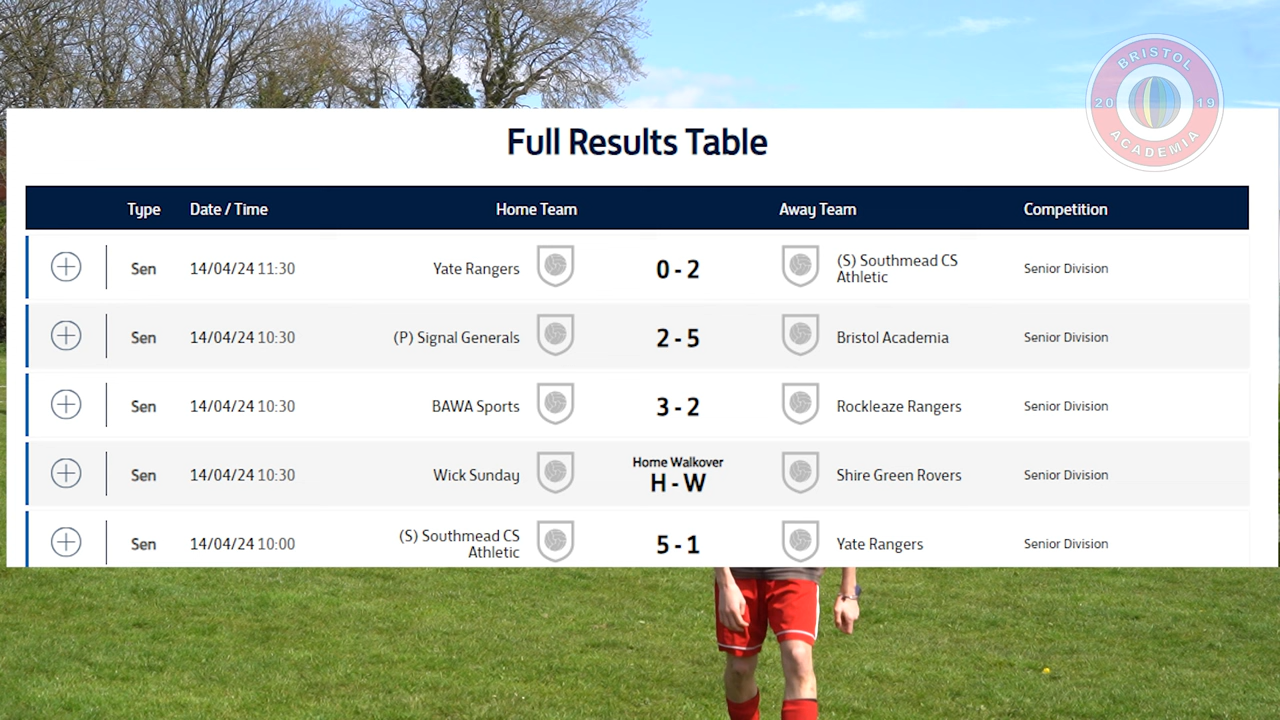 BRISTOL
20 19
ACADEMIA
Full Results Table
Type Date / Time Home Team Away Team Competition
Sen 14/04/24 11:30 Yate Rangers 0 - 2 (S) Southmead CS Athletic Senior Division
Sen 14/04/24 10:30 (P) Signal Generals 2 - 5 Bristol Academia Senior Division
Sen 14/04/24 10:30 BAWA Sports 3 - 2 Rockleaze Rangers Senior Division
Sen 14/04/24 10:30 Wick Sunday Home Walkover H - W Shire Green Rovers Senior Division
Sen 14/04/24 10:00 (S) Southmead CS Athletic 5 - 1 Yate Rangers Senior Division